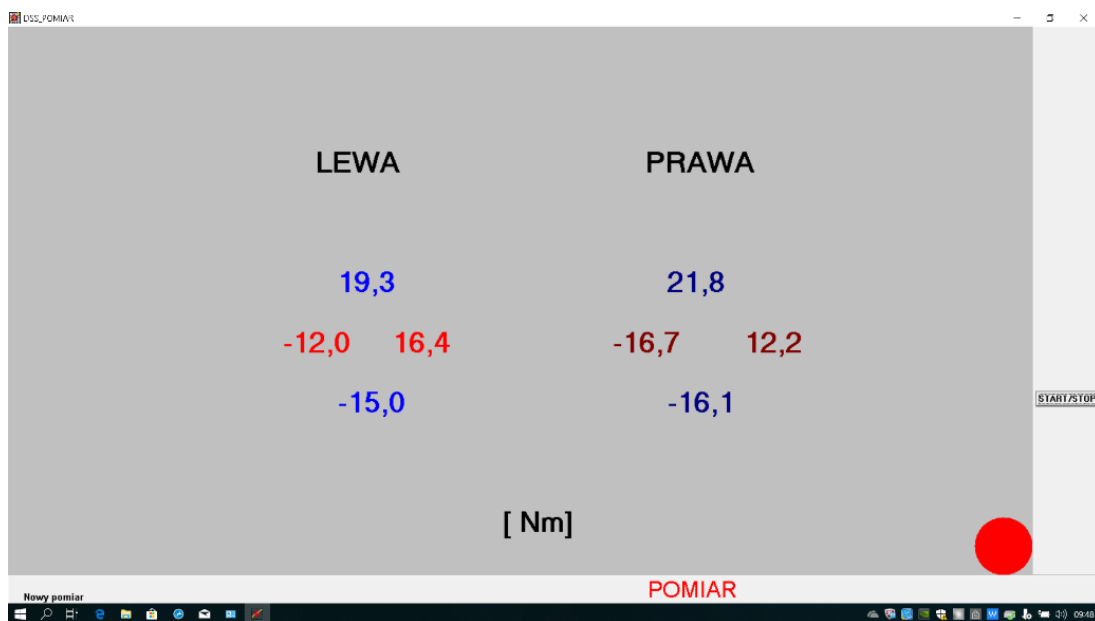 DSS_POMIAR
LEWA PRAWA
19,3 21,8
-12,0 16,4 -16,7 12,2
-15,0 -16,1
START/STOP
[ Nm]
POMIAR
Nowy pomiar
09:48